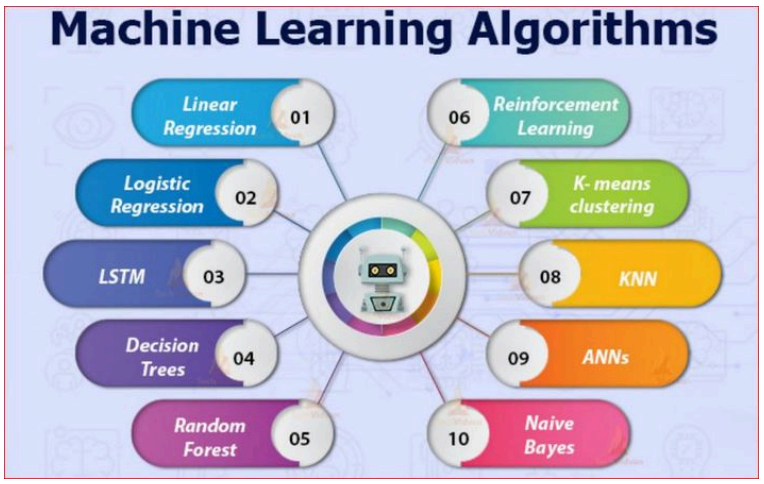 Machine Learning Algorithms
Linear
Regression
01
Logistic
Regression
02
LSTM
03
Decision
Trees
04
Random
Forest
05
06
Reinforcement
Learning
07
K- means
clustering
08
KNN
09
ANNs
10
Naive
Bayes